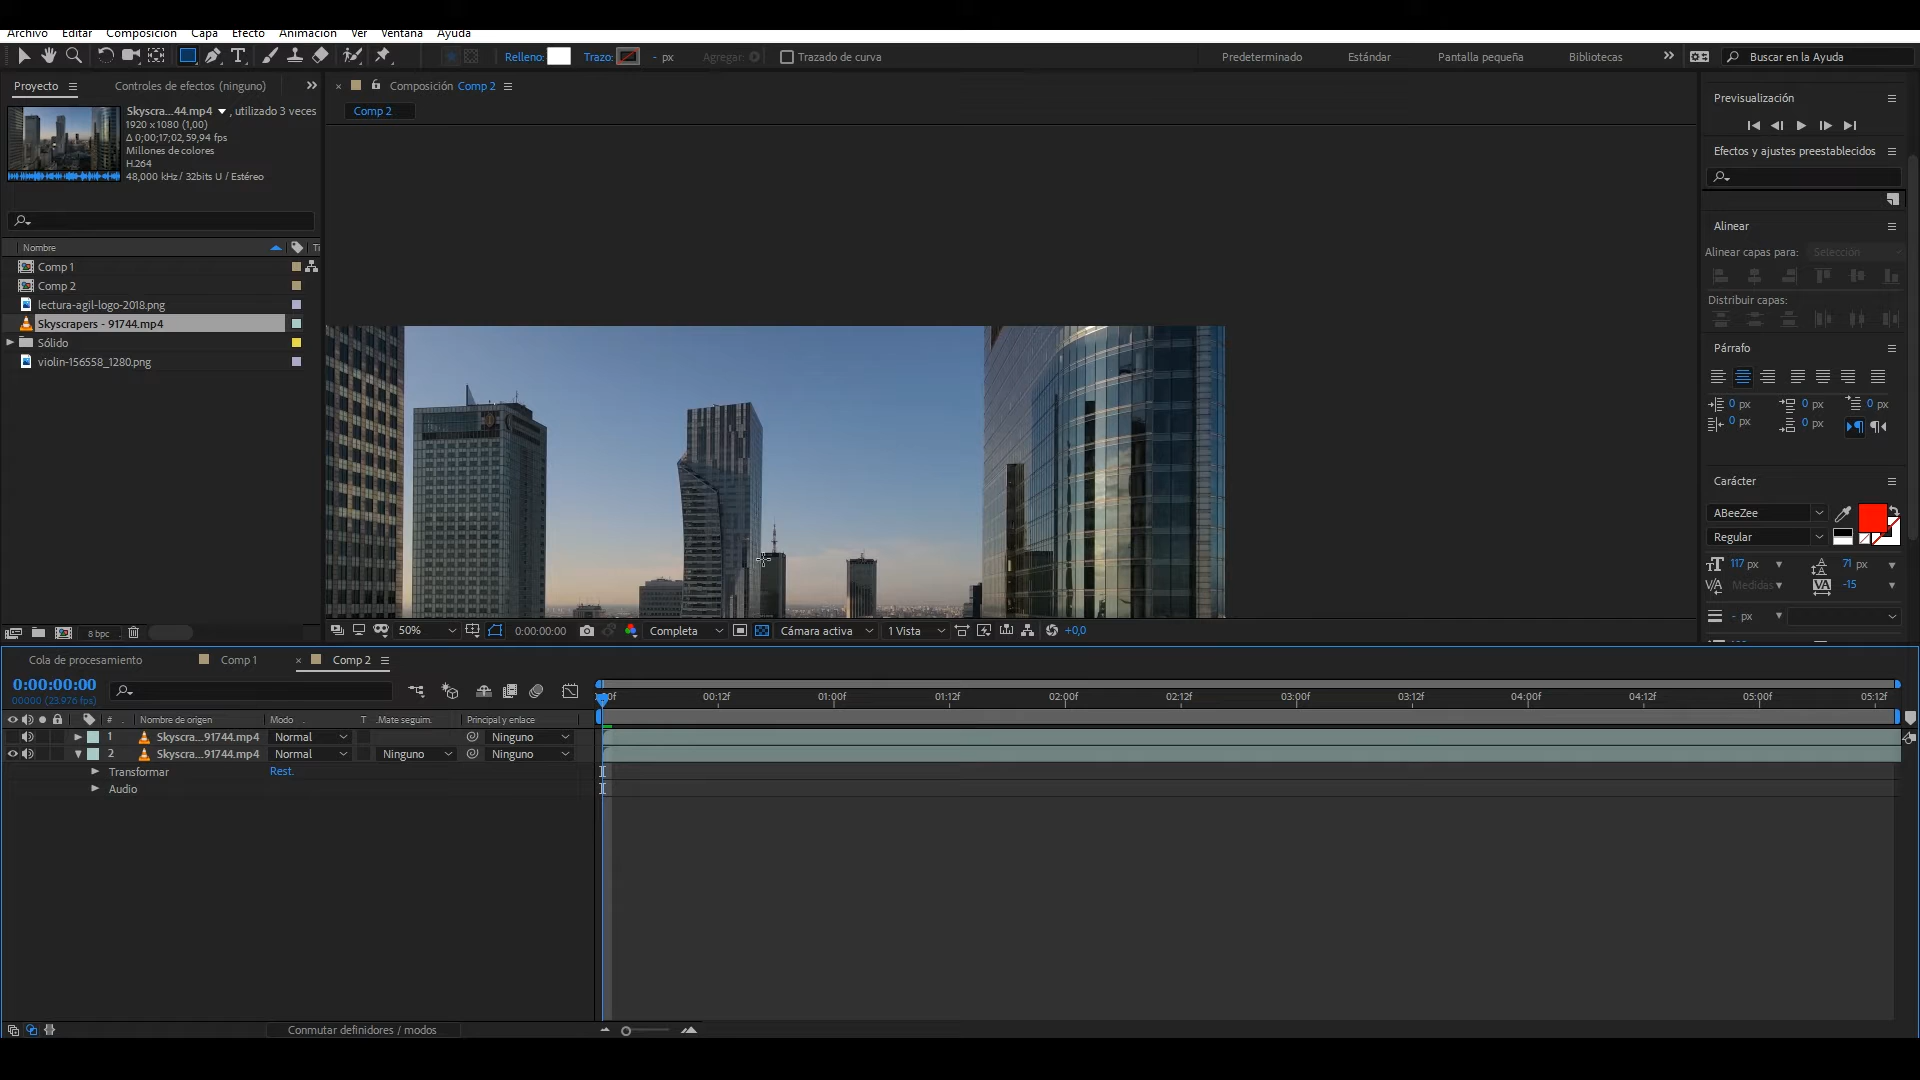 Archivo Editar Composición Capa Efecto Animación Ver Ventana Ayuda
Relleno: Trazo: - px Agregar: Trazado de curva Predeterminado Estándar Pantalla pequeña Bibliotecas Buscar en la Ayuda
Proyecto Controles de efectos (ninguno)
Skyscra...44.mp4 , utilizado 3 veces
1920 x 1080 (1,00)
Δ 0;00;17;02, 59,94 fps
Millones de colores
H.264
48,000 kHz / 32bits U / Estéreo
Nombre Ti
Comp 1
Comp 2
lectura-agil-logo-2018.png
Skyscrapers - 91744.mp4
Sólido
violin-156558_1280.png
8 bpc
Composición Comp 2
Comp 2
50% 0:00:00:00 Completa Cámara activa 1 Vista +0,0
Previsualización
Efectos y ajustes preestablecidos
Alinear
Alinear capas para: Selección
Distribuir capas:
Párrafo
0 px 0 px 0 px
0 px 0 px
Carácter
ABeeZee
Regular
117 px 71 px
Medidas -15
- px
Cola de procesamiento Comp 1 Comp 2
0:00:00:00
00000 (23.976 fps)
:00f 00:12f 01:00f 01:12f 02:00f 02:12f 03:00f 03:12f 04:00f 04:12f 05:00f 05:12f
# Nombre de origen Modo T .Mate seguim. Principal y enlace
1 Skyscra...91744.mp4 Normal Ninguno
2 Skyscra...91744.mp4 Normal Ninguno Ninguno
Transformar Rest.
Audio
Conmutar definidores / modos